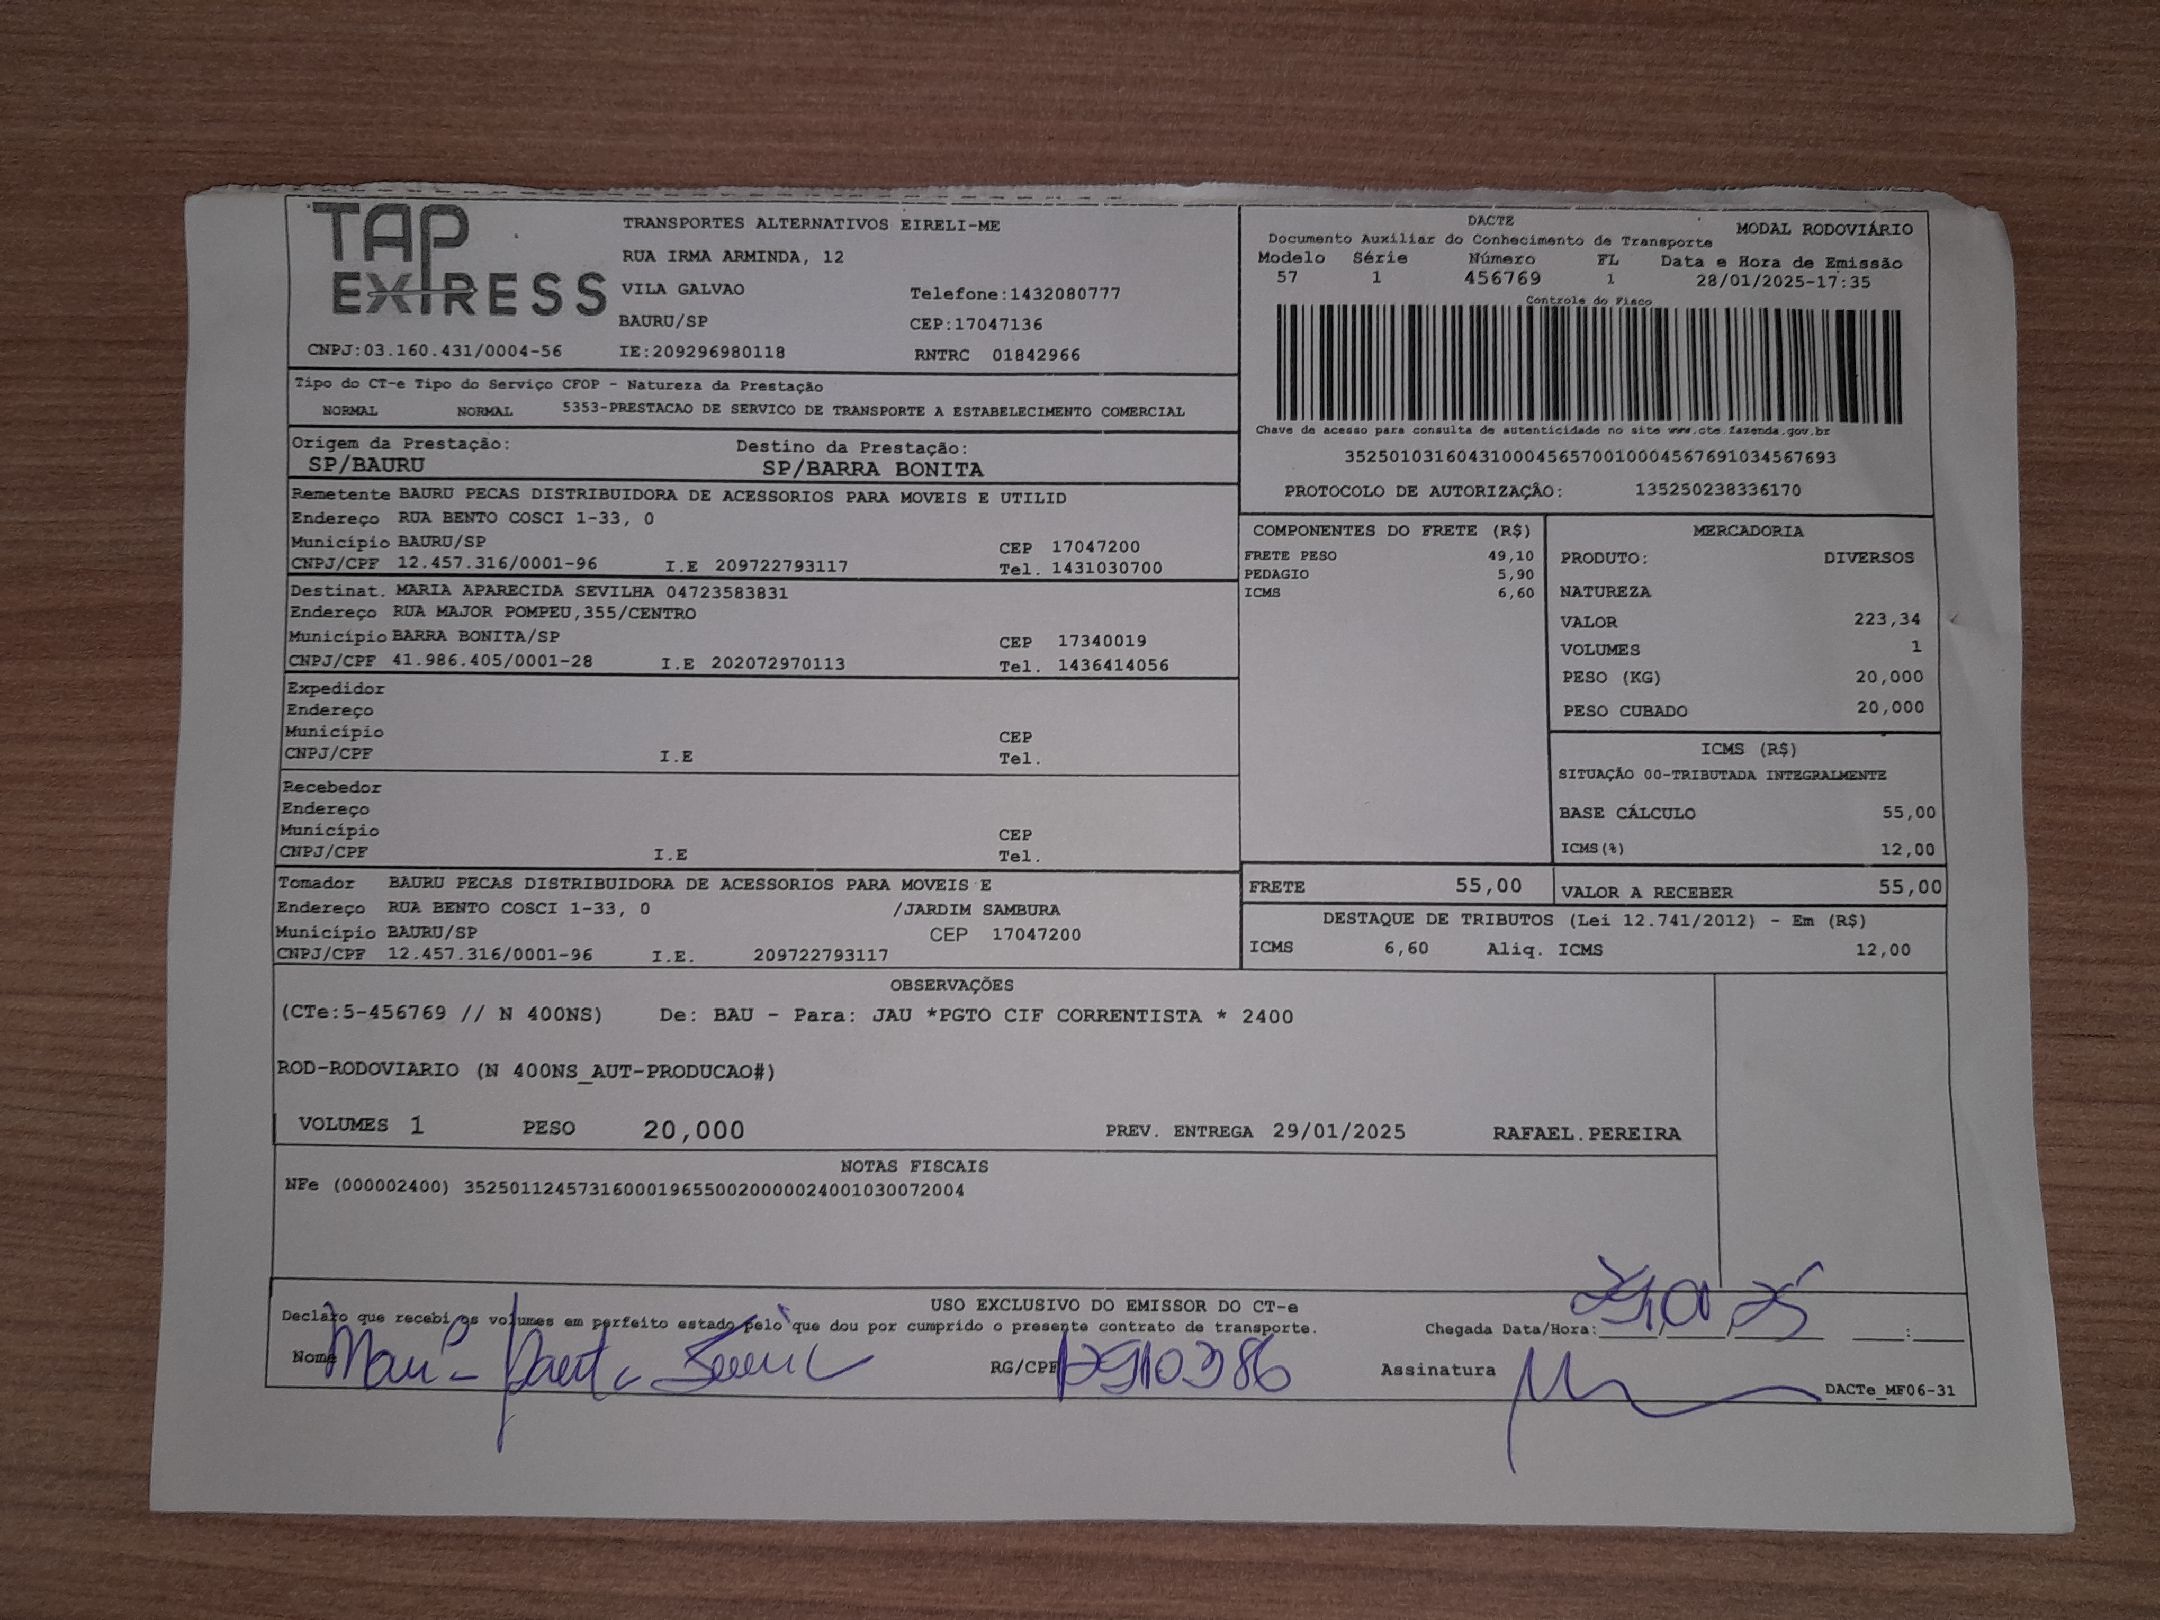 TAP
EXPRESS
TRANSPORTES ALTERNATIVOS EIRELI-ME
RUA IRMA ARMINDA, 12
VILA GALVAO Telefone:1432080777
BAURU/SP CEP:17047136
CNPJ:03.160.431/0004-56 IE:209296980118 RNTRC 01842966
DACTE
Documento Auxiliar do Conhecimento de Transporte MODAL RODOVIÁRIO
Modelo Série Número FL Data e Hora de Emissão
57 1 456769 1 28/01/2025-17:35
Controle do Fisco
Chave de acesso para consulta de autenticidade no site www.cte.fazenda.gov.br
35250103160431000456570010004567691034567693
PROTOCOLO DE AUTORIZAÇÃO: 135250238336170
Tipo do CT-e Tipo do Serviço CFOP - Natureza da Prestação
NORMAL NORMAL 5353-PRESTACAO DE SERVICO DE TRANSPORTE A ESTABELECIMENTO COMERCIAL
Origem da Prestação: Destino da Prestação:
SP/BAURU SP/BARRA BONITA
Remetente BAURU PECAS DISTRIBUIDORA DE ACESSORIOS PARA MOVEIS E UTILID
Endereço RUA BENTO COSCI 1-33, 0
Município BAURU/SP CEP 17047200
CNPJ/CPF 12.457.316/0001-96 I.E 209722793117 Tel. 1431030700
Destinat. MARIA APARECIDA SEVILHA 04723583831
Endereço RUA MAJOR POMPEU,355/CENTRO
Município BARRA BONITA/SP CEP 17340019
CNPJ/CPF 41.986.405/0001-28 I.E 202072970113 Tel. 1436414056
Expedidor
Endereço
Município CEP
CNPJ/CPF I.E Tel.
Recebedor
Endereço
Município CEP
CNPJ/CPF I.E Tel.
Tomador BAURU PECAS DISTRIBUIDORA DE ACESSORIOS PARA MOVEIS E
Endereço RUA BENTO COSCI 1-33, 0 /JARDIM SAMBURA
Município BAURU/SP CEP 17047200
CNPJ/CPF 12.457.316/0001-96 I.E. 209722793117
COMPONENTES DO FRETE (R$)
FRETE PESO 49,10
PEDAGIO 5,90
ICMS 6,60
MERCADORIA
PRODUTO: DIVERSOS
NATUREZA
VALOR 223,34
VOLUMES 1
PESO (KG) 20,000
PESO CUBADO 20,000
ICMS (R$)
SITUAÇÃO 00-TRIBUTADA INTEGRALMENTE
BASE CÁLCULO 55,00
ICMS(%) 12,00
FRETE 55,00 VALOR A RECEBER 55,00
DESTAQUE DE TRIBUTOS (Lei 12.741/2012) - Em (R$)
ICMS 6,60 Aliq. ICMS 12,00
OBSERVAÇÕES
(CTe:5-456769 // N 400NS) De: BAU - Para: JAU *PGTO CIF CORRENTISTA * 2400
ROD-RODOVIARIO (N 400NS_AUT-PRODUCAO#)
VOLUMES 1 PESO 20,000 PREV. ENTREGA 29/01/2025 RAFAEL.PEREIRA
NOTAS FISCAIS
NFe (000002400) 35250112457316000196550020000024001030072004
USO EXCLUSIVO DO EMISSOR DO CT-e
Declaro que recebi os volumes em perfeito estado pelo que dou por cumprido o presente contrato de transporte. Chegada Data/Hora:
Nome RG/CPF Assinatura
DACTe_MF06-31